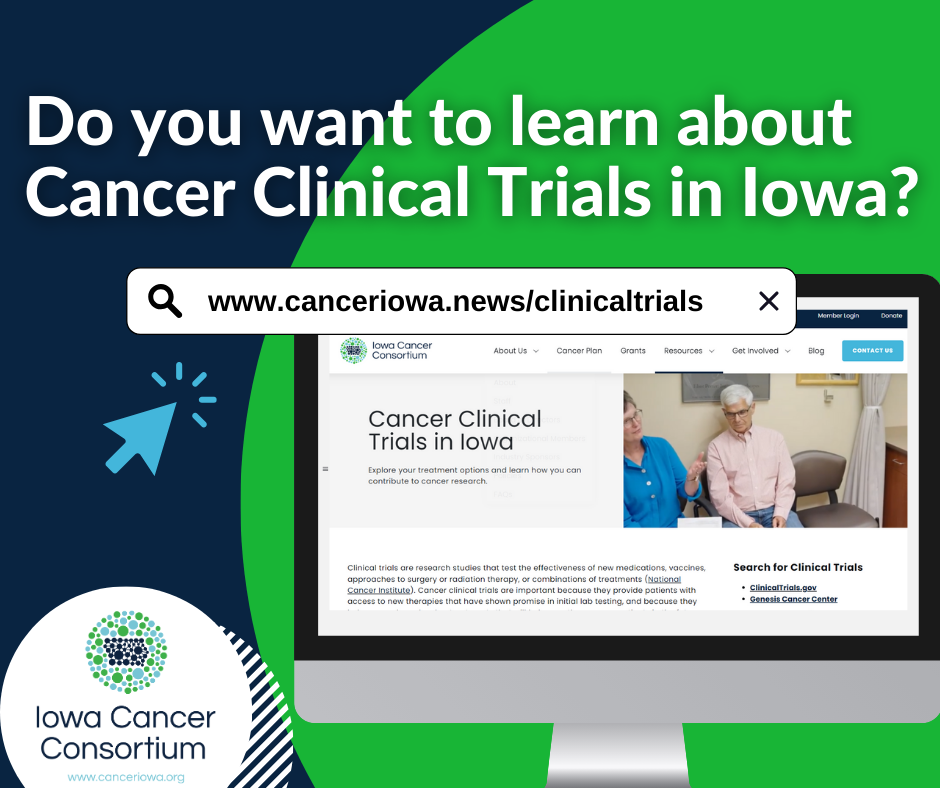 Do you want to learn about
Cancer Clinical Trials in Iowa?
www.canceriowa.news/clinicaltrials
Member Login Donate
Iowa Cancer
Consortium
About Us Cancer Plan Grants Resources Get Involved Blog CONTACT US
Cancer Clinical
Trials in Iowa
Explore your treatment options and learn how you can
contribute to cancer research.
Clinical trials are research studies that test the effectiveness of new medications, vaccines,
approaches to surgery or radiation therapy, or combinations of treatments (National
Cancer Institute). Cancer clinical trials are important because they provide patients with
access to new therapies that have shown promise in initial lab testing, and because they
Search for Clinical Trials
• ClinicalTrials.gov
• Genesis Cancer Center
Iowa Cancer
Consortium
www.canceriowa.org